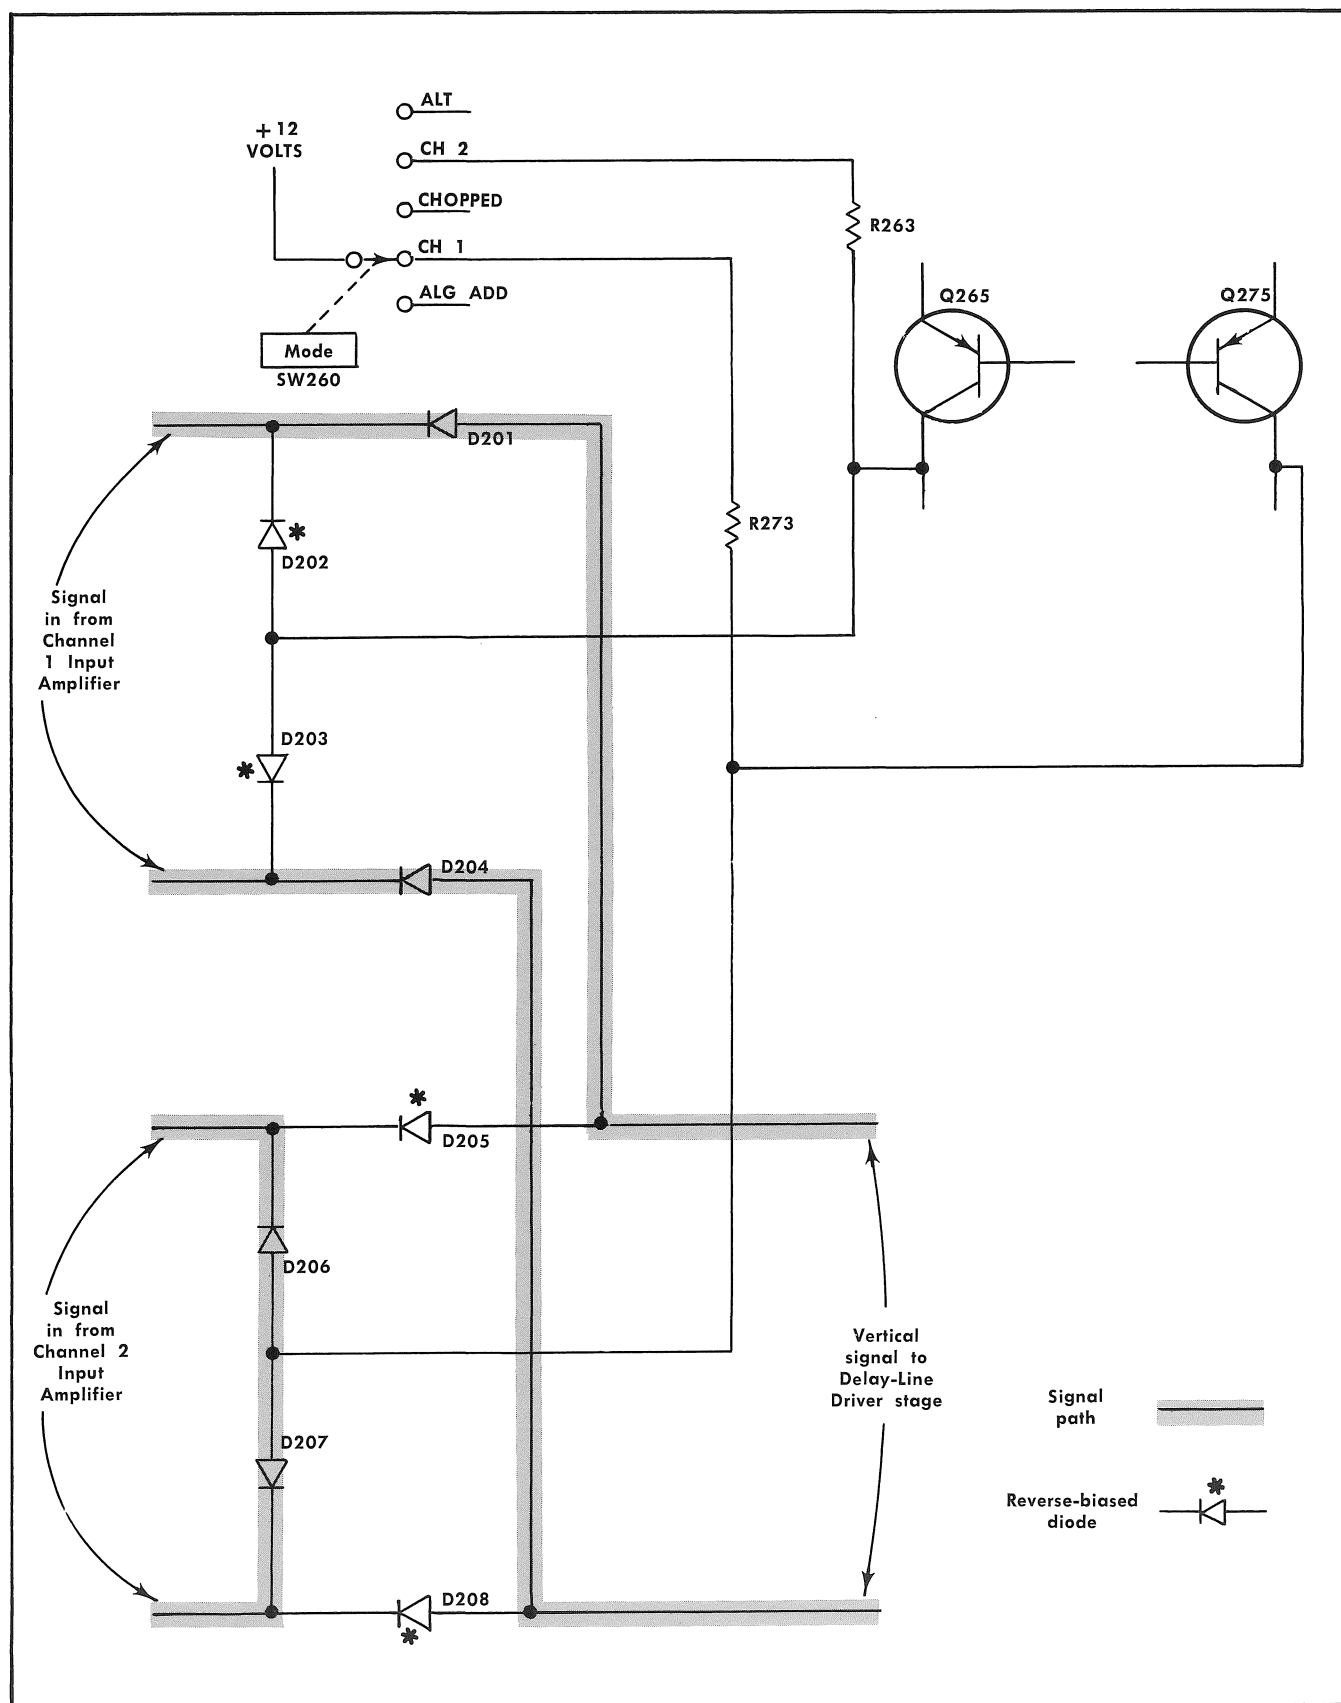 ALT
+12
VOLTS
CH 2
CHOPPED
R263
CH 1
Q265
Q275
ALG ADD
Mode
SW260
D201
*
R273
D202
Signal
in from
Channel
1 Input
Amplifier
D203
*
D204
*
D205
D206
Signal
in from
Channel 2
Input
Amplifier
Vertical
signal to
Delay-Line
Driver stage
Signal
path
D207
*
Reverse-biased
diode
D208
*